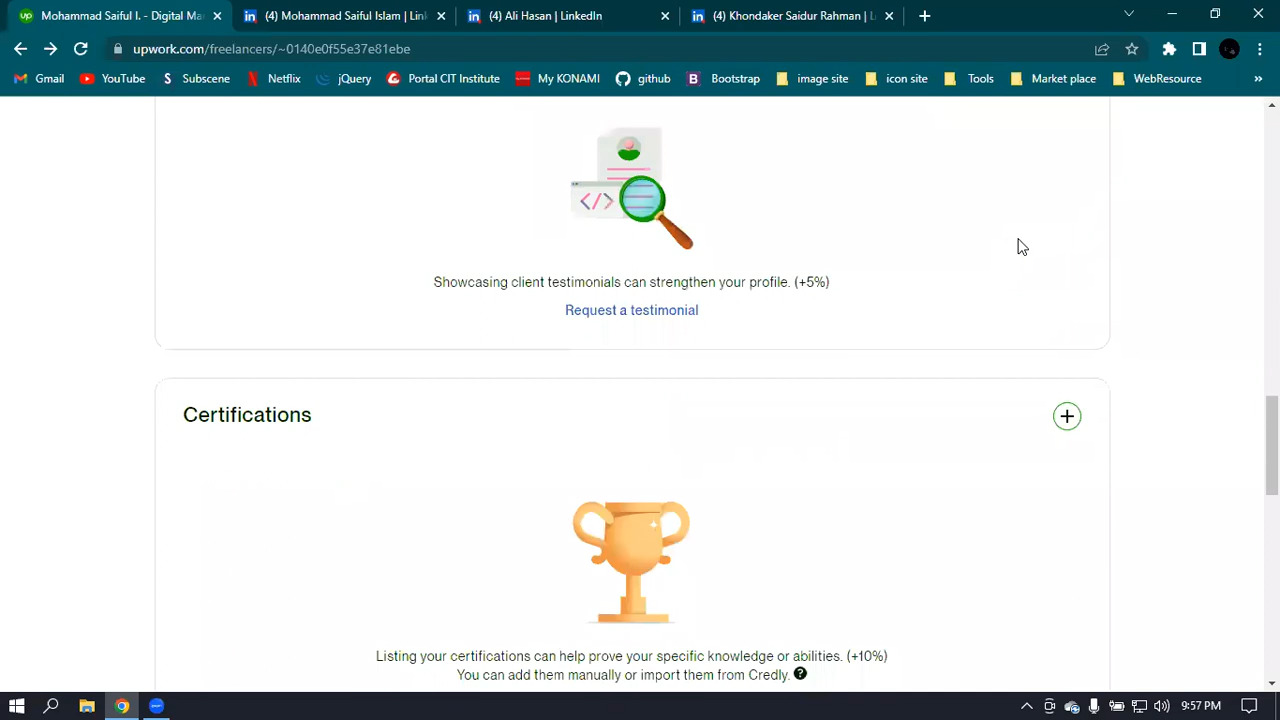 Mohammad Saiful I. - Digital Ma
(4) Mohammad Saiful Islam | Lin
(4) Ali Hasan | LinkedIn
(4) Khondaker Saidur Rahman | L
upwork.com/freelancers/~0140e0f55e37e81ebe
Gmail YouTube Subscene Netflix jQuery Portal CIT Institute My KONAMI github Bootstrap image site icon site Tools Market place WebResource
Showcasing client testimonials can strengthen your profile. (+5%)
Request a testimonial
Certifications
Listing your certifications can help prove your specific knowledge or abilities. (+10%)
You can add them manually or import them from Credly.
9:57 PM